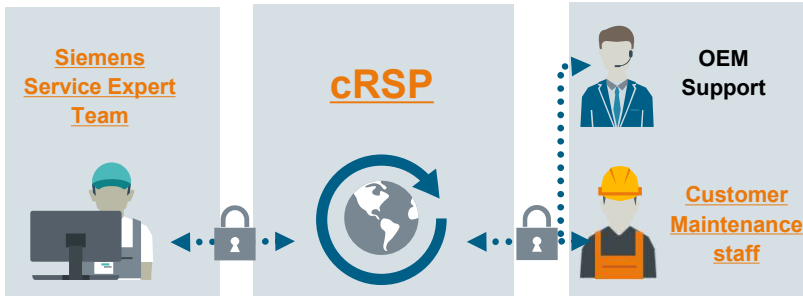 Siemens
Service Expert
Team
cRSP
OEM
Support
Customer
Maintenance
staff